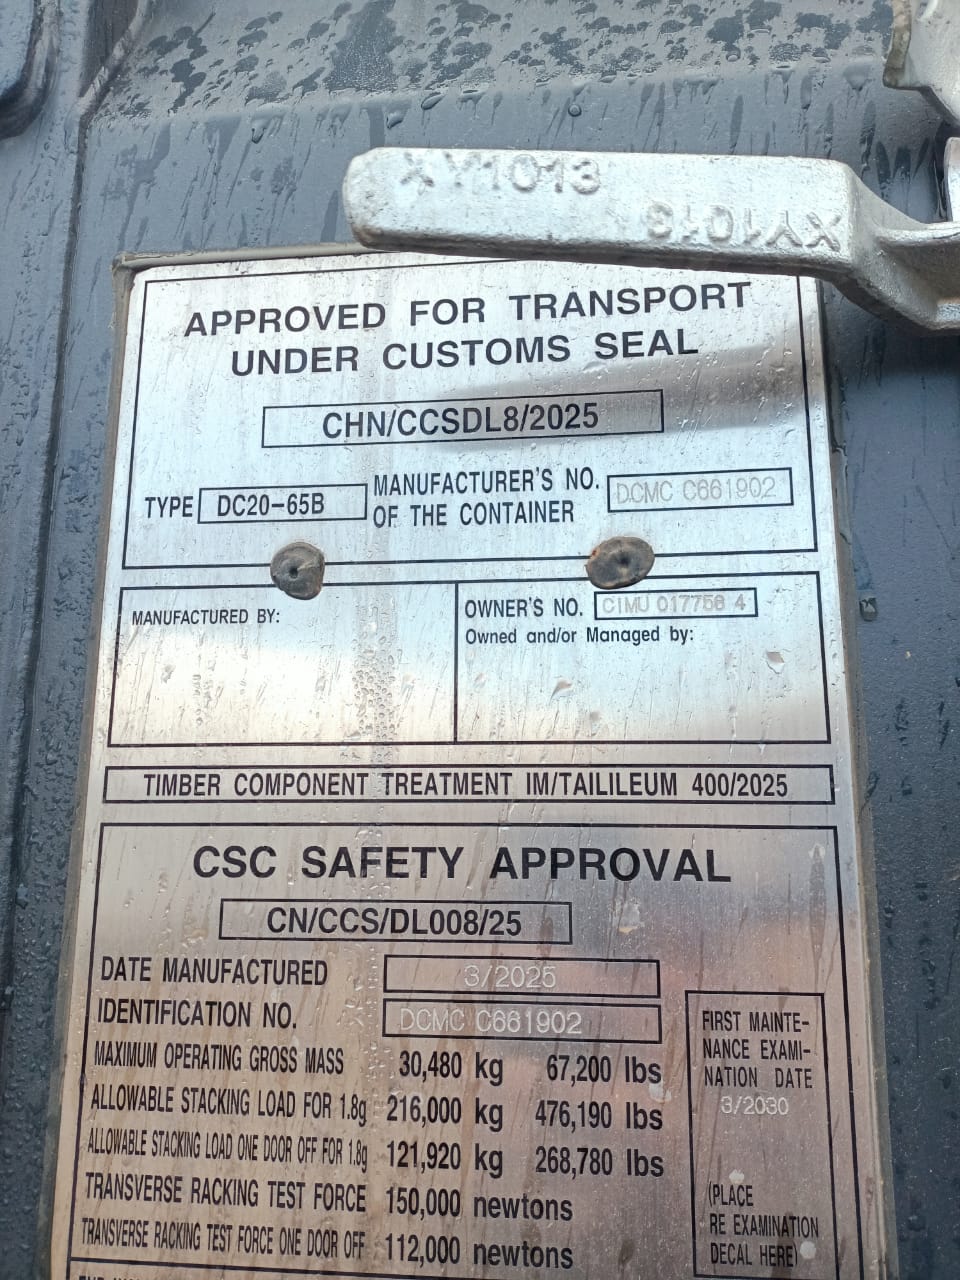 XY1013
XY1013
APPROVED FOR TRANSPORT
UNDER CUSTOMS SEAL
CHN/CCSDL8/2025
TYPE DC20-65B MANUFACTURER'S NO.
OF THE CONTAINER DCMC C661902
MANUFACTURED BY:
OWNER'S NO. CIMU 017758 4
Owned and/or Managed by:
TIMBER COMPONENT TREATMENT IM/TAILILEUM 400/2025
CSC SAFETY APPROVAL
CN/CCS/DL008/25
DATE MANUFACTURED 3/2025
IDENTIFICATION NO. DCMC C661902
MAXIMUM OPERATING GROSS MASS 30,480 kg 67,200 lbs
ALLOWABLE STACKING LOAD FOR 1.8g 216,000 kg 476,190 lbs
ALLOWABLE STACKING LOAD ONE DOOR OFF FOR 1.8g 121,920 kg 268,780 lbs
TRANSVERSE RACKING TEST FORCE 150,000 newtons
TRANSVERSE RACKING TEST FORCE ONE DOOR OFF 112,000 newtons
FIRST MAINTE-
NANCE EXAMI-
NATION DATE
3/2030
(PLACE
RE EXAMINATION
DECAL HERE)